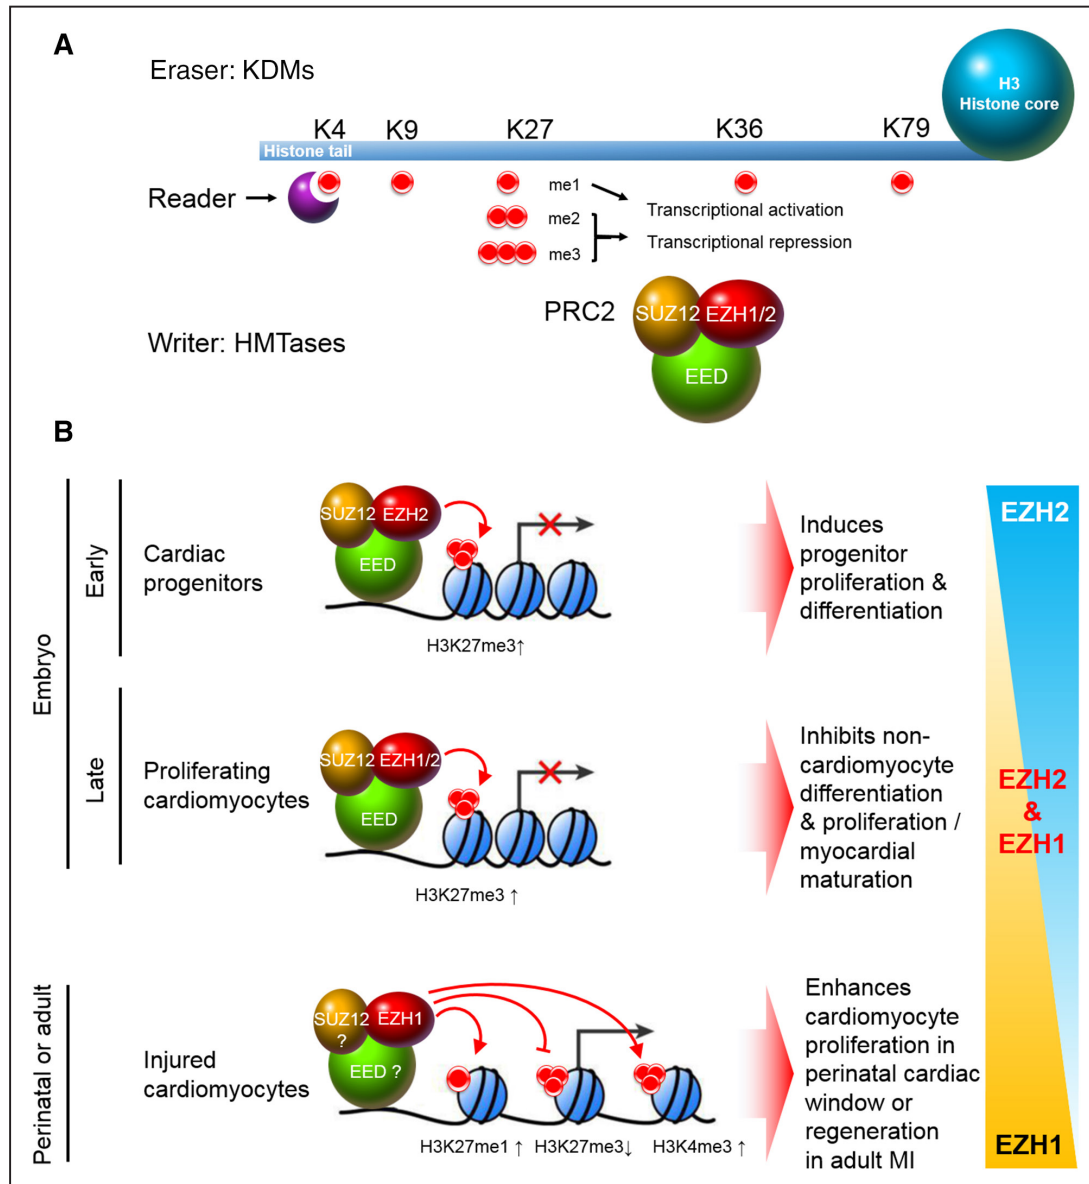 A
Eraser: KDMs
H3
Histone core
K4 K9 K27 K36 K79
Histone tail
Reader
me1
me2
me3
Transcriptional activation
Transcriptional repression
PRC2
SUZ12 EZH1/2
EED
Writer: HMTases
B
Embryo
Early
Cardiac
progenitors
SUZ12 EZH2
EED
H3K27me3↑
Induces
progenitor
proliferation &
differentiation
EZH2
Late
Proliferating
cardiomyocytes
SUZ12 EZH1/2
EED
H3K27me3 ↑
Inhibits non-
cardiomyocyte
differentiation
& proliferation /
myocardial
maturation
EZH2
&
EZH1
Perinatal or adult
Injured
cardiomyocytes
SUZ12 EZH1
?
EED ?
H3K27me1 ↑ H3K27me3↓ H3K4me3 ↑
Enhances
cardiomyocyte
proliferation in
perinatal cardiac
window or
regeneration
in adult MI
EZH1